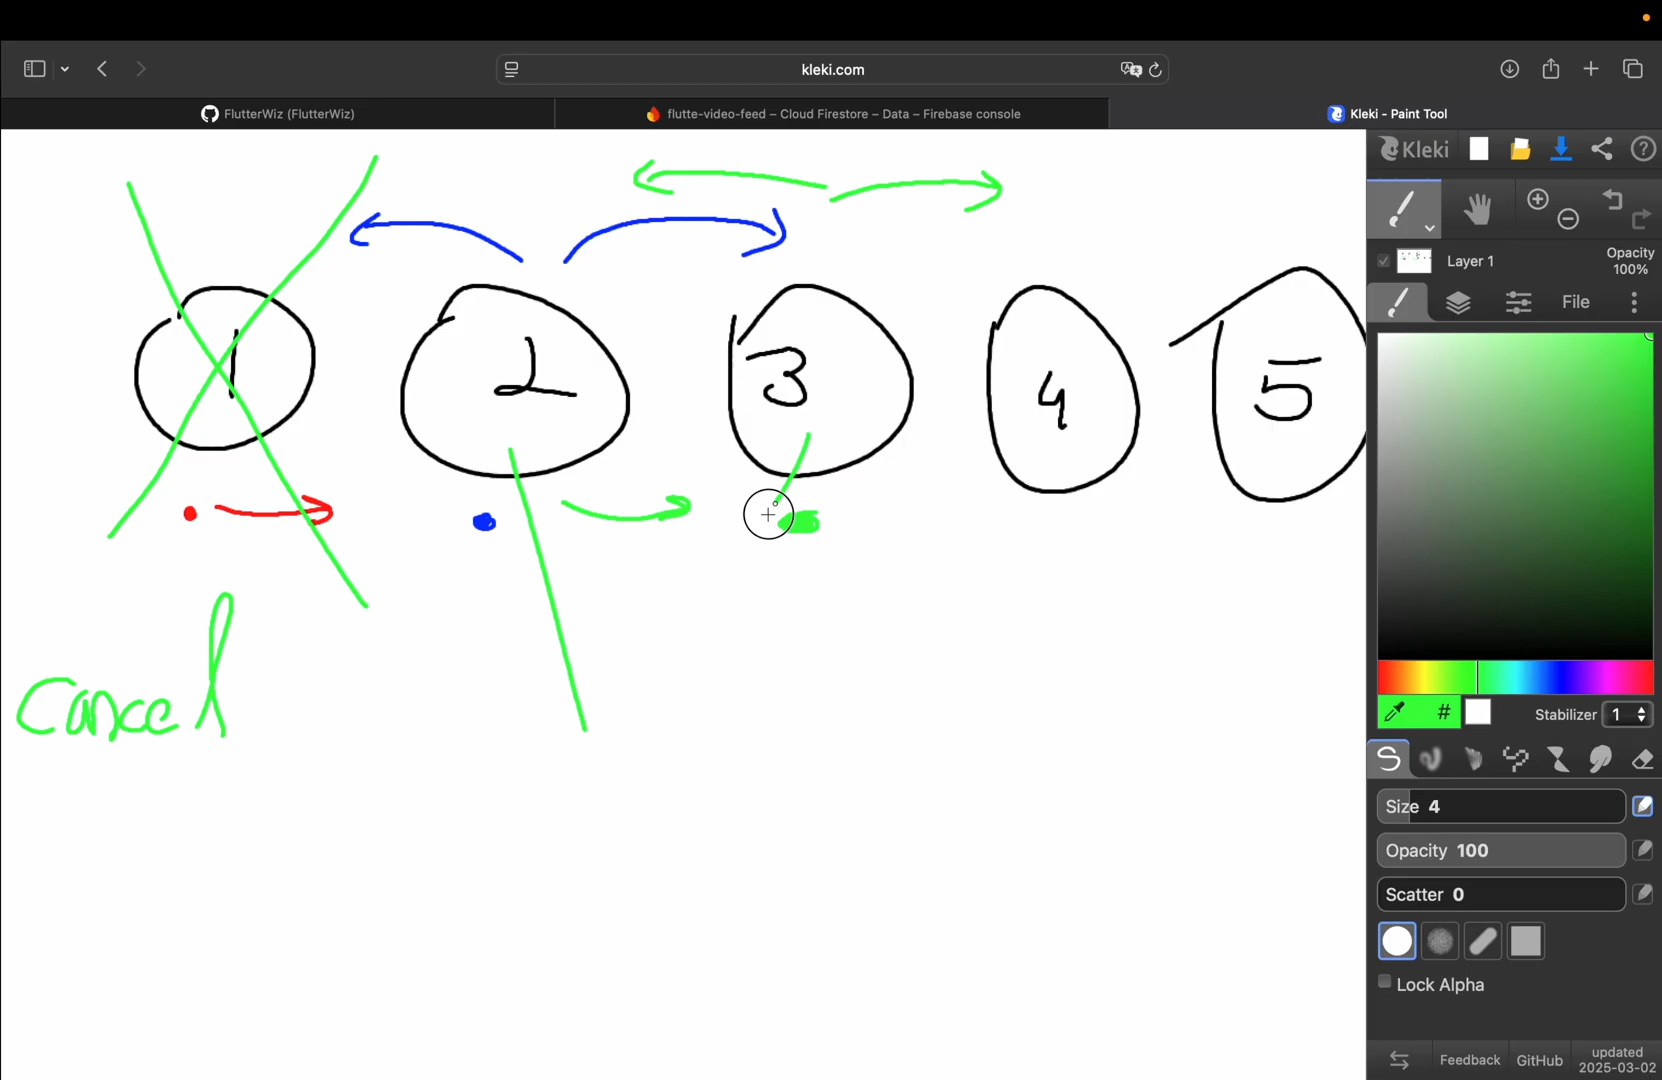 kleki.com
FlutterWiz (FlutterWiz)
flutte-video-feed – Cloud Firestore – Data – Firebase console
Kleki - Paint Tool
Kleki
Layer 1
Opacity
100%
File
1
2
3
4
5
cancel
#
Stabilizer 1
Size 4
Opacity 100
Scatter 0
Lock Alpha
Feedback
GitHub
updated
2025-03-02